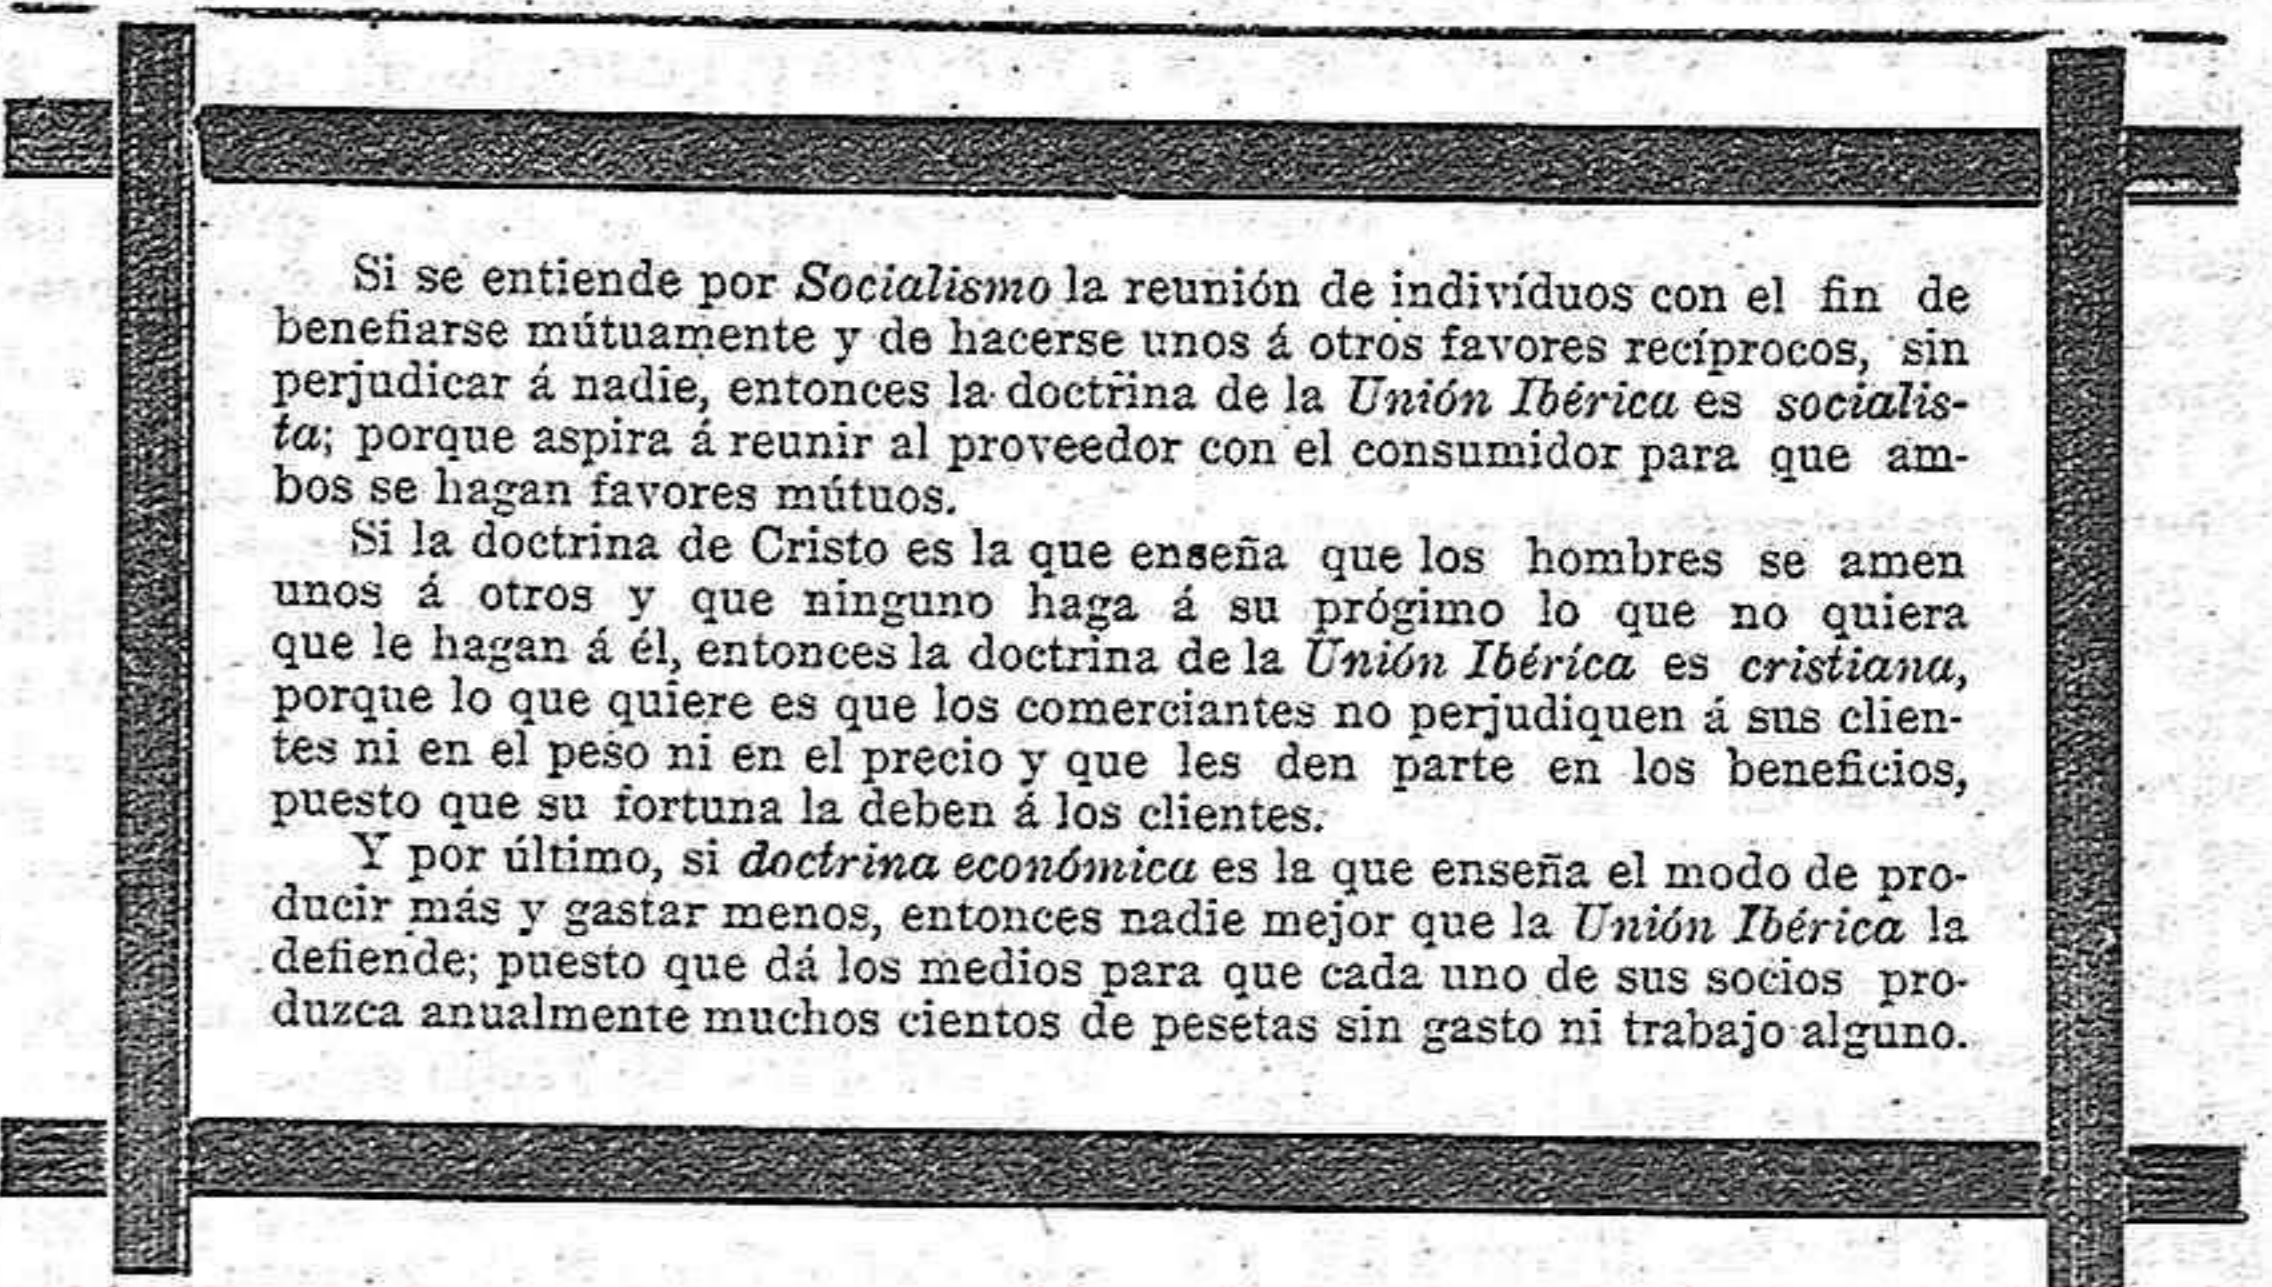 Si se entiende por Socialismo la reunión de indivíduos con el fin de
benefiarse mútuamente y de hacerse unos á otros favores recíprocos, sin
perjudicar á nadie, entonces la doctrina de la Unión Ibérica es socialis-
ta; porque aspira á reunir al proveedor con el consumidor para que am-
bos se hagan favores mútuos.
Si la doctrina de Cristo es la que enseña que los hombres se amen
unos á otros y que ninguno haga á su prógimo lo que no quiera
que le hagan á él, entonces la doctrina de la Unión Ibérica es cristiana,
porque lo que quiere es que los comerciantes no perjudiquen á sus clien-
tes ni en el peso ni en el precio y que les den parte en los beneficios,
puesto que su fortuna la deben á los clientes.
Y por último, si doctrina económica es la que enseña el modo de pro-
ducir más y gastar menos, entonces nadie mejor que la Unión Ibérica la
defiende; puesto que dá los medios para que cada uno de sus socios pro-
duzca anualmente muchos cientos de pesetas sin gasto ni trabajo alguno.